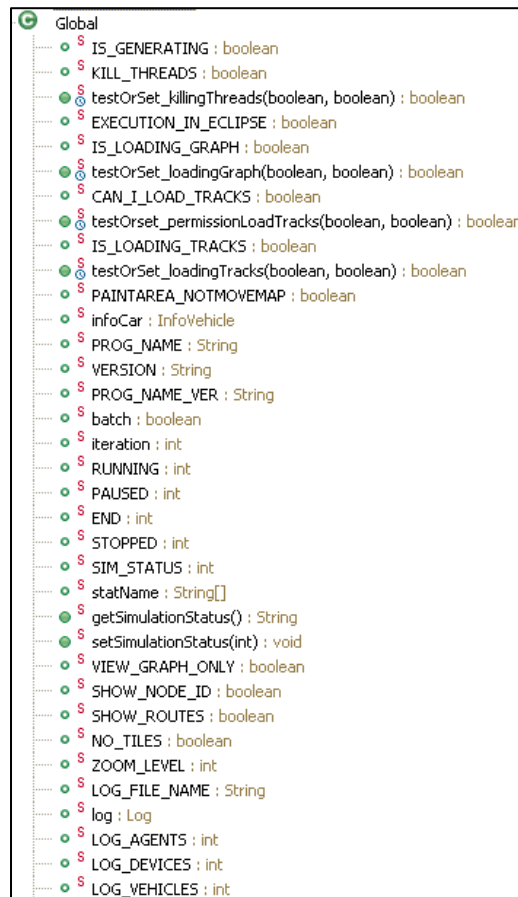 Global
IS_GENERATING : boolean
KILL_THREADS : boolean
testOrSet_killingThreads(boolean, boolean) : boolean
EXECUTION_IN_ECLIPSE : boolean
IS_LOADING_GRAPH : boolean
testOrSet_loadingGraph(boolean, boolean) : boolean
CAN_I_LOAD_TRACKS : boolean
testOrset_permissionLoadTracks(boolean, boolean) : boolean
IS_LOADING_TRACKS : boolean
testOrSet_loadingTracks(boolean, boolean) : boolean
PAINTAREA_NOTMOVEMAP : boolean
infoCar : InfoVehicle
PROG_NAME : String
VERSION : String
PROG_NAME_VER : String
batch : boolean
iteration : int
RUNNING : int
PAUSED : int
END : int
STOPPED : int
SIM_STATUS : int
statName : String[]
getSimulationStatus() : String
setSimulationStatus(int) : void
VIEW_GRAPH_ONLY : boolean
SHOW_NODE_ID : boolean
SHOW_ROUTES : boolean
NO_TILES : boolean
ZOOM_LEVEL : int
LOG_FILE_NAME : String
log : Log
LOG_AGENTS : int
LOG_DEVICES : int
LOG_VEHICLES : int